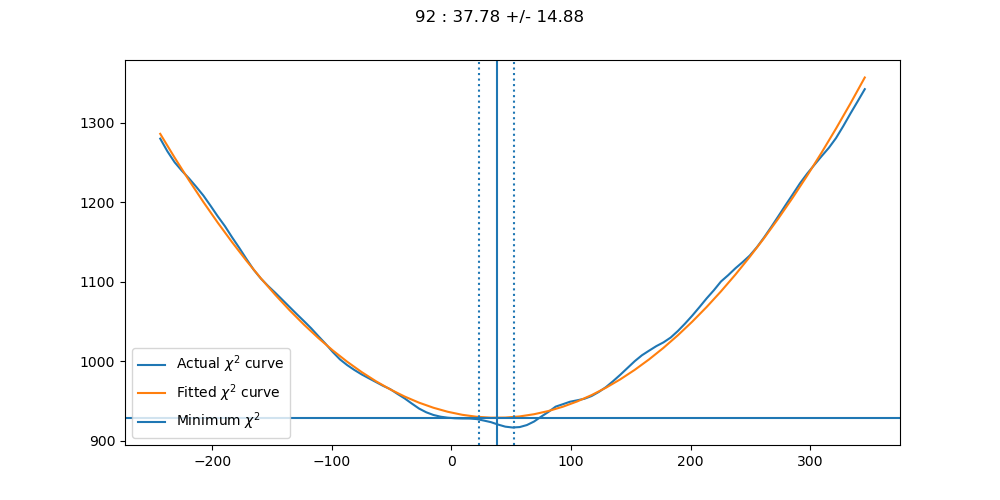 92 : 37.78 +/- 14.88
1300
1200
1100
1000
900
Actual χ² curve
Fitted χ² curve
Minimum χ²
−200 −100 0 100 200 300